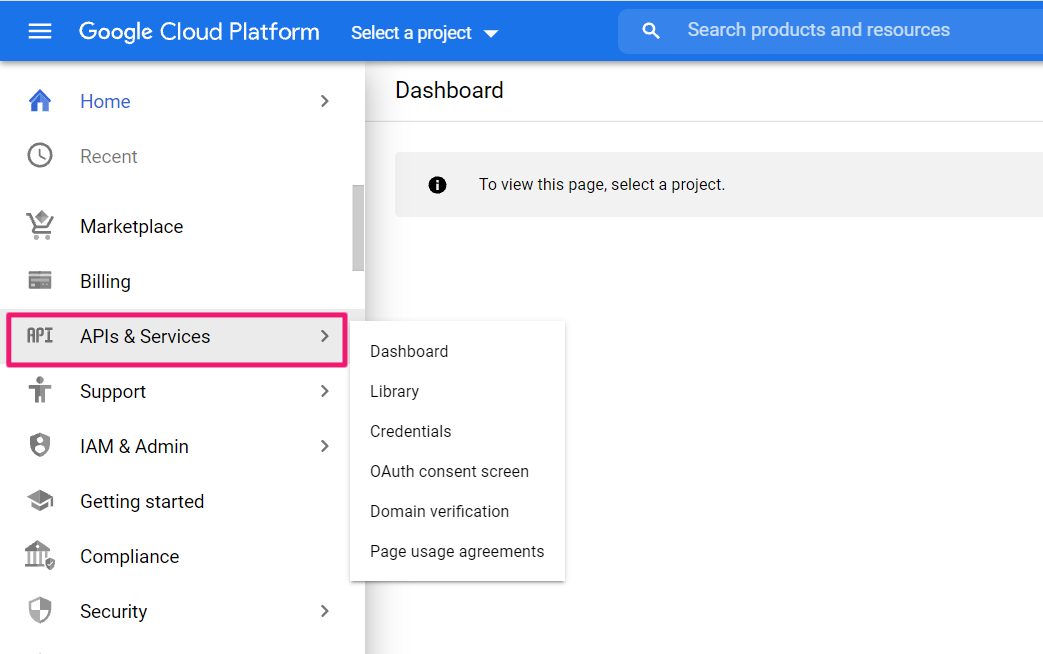 Google Cloud Platform Select a project Search products and resources
Home
Recent
Marketplace
Billing
API APIs & Services
Support
IAM & Admin
Getting started
Compliance
Security
Dashboard
Library
Credentials
OAuth consent screen
Domain verification
Page usage agreements
Dashboard
To view this page, select a project.